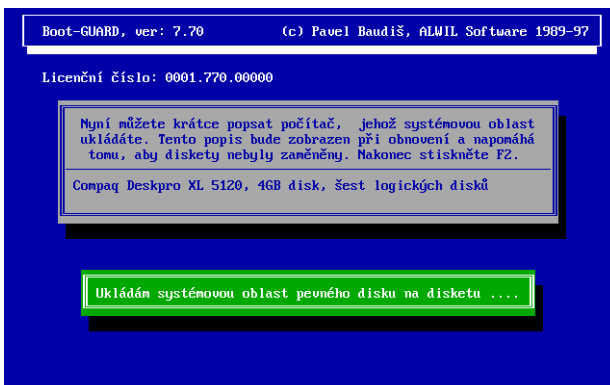 Boot-GUARD, ver: 7.70 (c) Pavel Baudiš, ALWIL Software 1989-97
Licenční číslo: 0001.770.00000
Nyní můžete krátce popsat počítač, jehož systémovou oblast
ukládáte. Tento popis bude zobrazen při obnovení a napomáhá
tomu, aby diskety nebyly zaměněny. Nakonec stiskněte F2.
Compaq Deskpro XL 5120, 4GB disk, šest logických disků
Ukládám systémovou oblast pevného disku na disketu ....